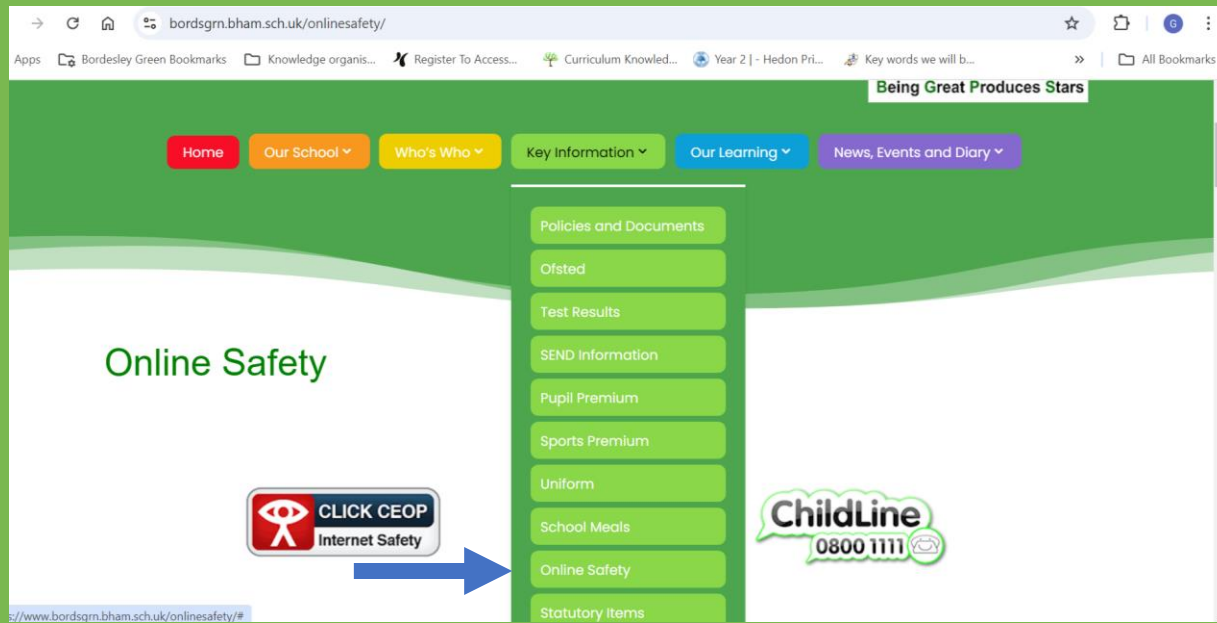 bordsgrn.bham.sch.uk/onlinesafety/
G
Apps Bordesley Green Bookmarks Knowledge organis... Register To Access... Curriculum Knowled... Year 2 | - Hedon Pri... Key words we will b... » All Bookmarks
Being Great Produces Stars
Home Our School Who's Who Key Information Our Learning News, Events and Diary
Policies and Documents
Ofsted
Test Results
SEND Information
Pupil Premium
Sports Premium
Uniform
School Meals
Online Safety
Statutory Items
Online Safety
CLICK CEOP
Internet Safety
ChildLine
0800 1111
s://www.bordsgrn.bham.sch.uk/onlinesafety/#